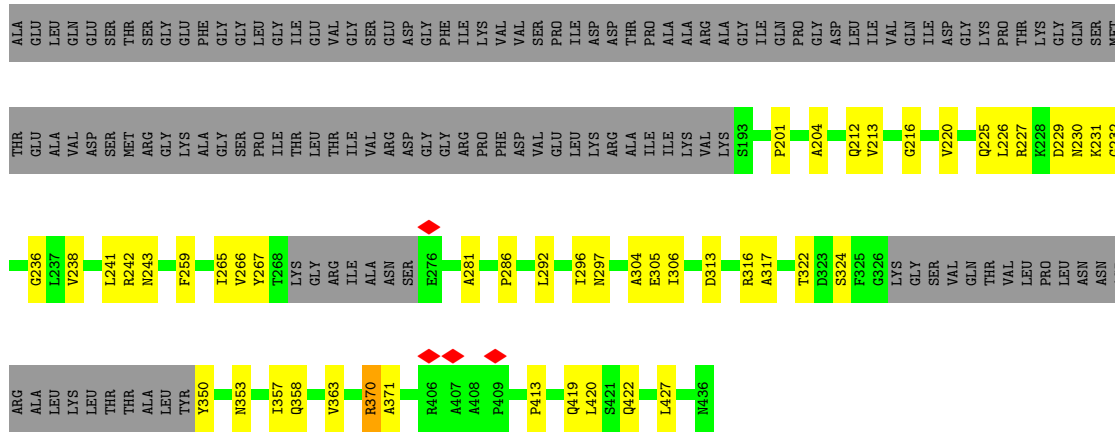 ALA GLU LEU GLN GLU SER THR SER GLY GLU PHE GLY GLY LEU GLY ILE GLU VAL GLY SER GLU ASP GLY PHE ILE LYS VAL VAL SER PRO ILE ASP ASP THR PRO ALA ALA ARG ALA GLY ILE GLN PRO GLY ASP LEU ILE VAL GLN ILE ASP GLY LYS PRO THR LYS GLY GLN SER MET
THR GLU ALA VAL ASP SER MET ARG GLY LYS ALA GLY SER PRO ILE THR LEU THR ILE VAL ARG ASP GLY GLY ARG PRO PHE ASP VAL GLU LEU LYS ARG ALA ILE ILE LYS VAL LYS S193 P201 A204 Q212 V213 G216 V220 Q225 L226 R227 K228 D229 N230 K231 G232
G236 L237 V238 L241 R242 N243 F259 I265 V266 Y267 T268 LYS GLY ARG ILE ALA ASN SER E276 A281 P286 L292 I296 N297 A304 E305 I306 D313 R316 A317 T322 D323 S324 F325 G326 LYS GLY SER VAL GLN THR VAL LEU PRO LEU ASN ASN
ARG ALA LEU LYS LEU THR THR ALA LEU TYR Y350 N353 I357 Q358 V363 R370 A371 R406 A407 A408 P409 P413 Q419 L420 S421 Q422 L427 N436